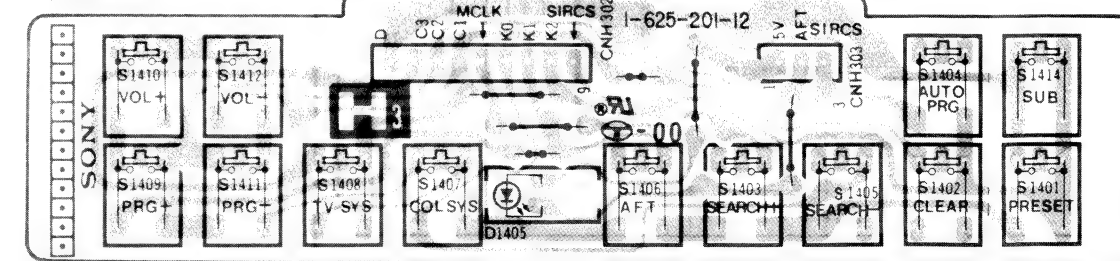 MCLK
SIRCS
D
C3
C2
C1
K0
K1
K2
9
CNH302
1-625-201-12
5V
AFT
SIRCS
1
3
CNH303
SONY
S1410
VOL+
S1412
VOL-
H3
-00
S1404
AUTO
PRG
S1414
SUB
S1409
PRG+
S1411
PRG-
S1408
TV-SYS
S1407
COL SYS
D1405
S1406
AFT
S1403
SEARCH+
S1405
SEARCH-
S1402
CLEAR
S1401
PRESET